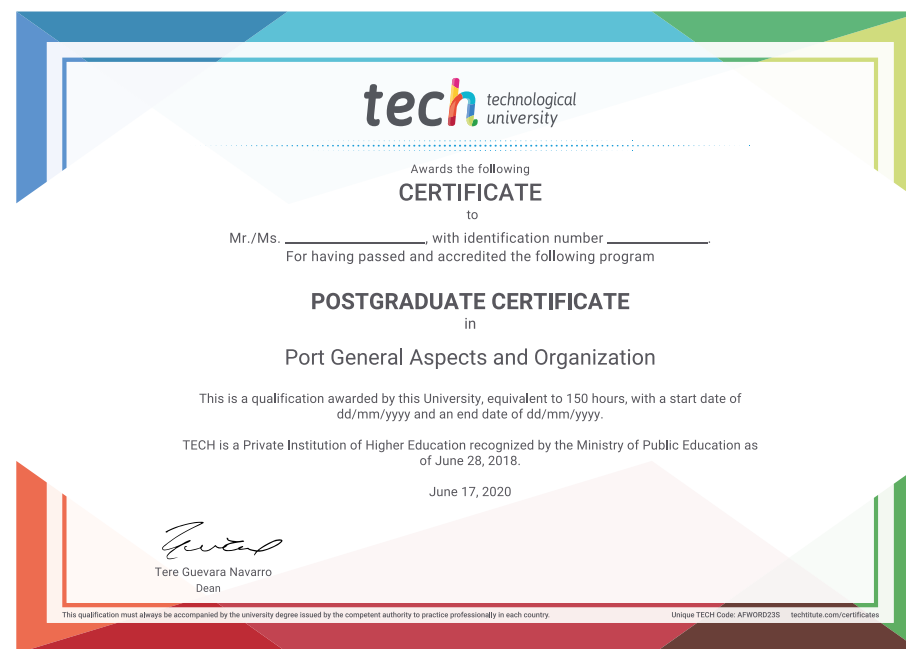 tech technological
university
Awards the following
CERTIFICATE
to
Mr./Ms. ____________________, with identification number ______________.
For having passed and accredited the following program
POSTGRADUATE CERTIFICATE
in
Port General Aspects and Organization
This is a qualification awarded by this University, equivalent to 150 hours, with a start date of
dd/mm/yyyy and an end date of dd/mm/yyyy.
TECH is a Private Institution of Higher Education recognized by the Ministry of Public Education as
of June 28, 2018.
June 17, 2020
Tere Guevara Navarro
Dean
This qualification must always be accompanied by the university degree issued by the competent authority to practice professionally in each country.
Unique TECH Code: AFWORD23S techtitute.com/certificates